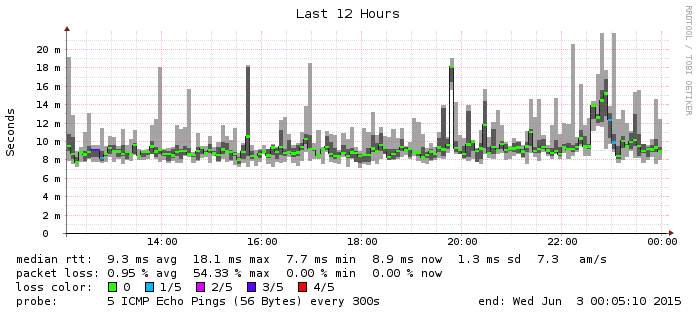 Last 12 Hours
RRDTOOL / TOBI OETIKER
Seconds
20 m
18 m
16 m
14 m
12 m
10 m
8 m
6 m
4 m
2 m
0
14:00 16:00 18:00 20:00 22:00 00:00
median rtt: 9.3 ms avg 18.1 ms max 7.7 ms min 8.9 ms now 1.3 ms sd 7.3 am/s
packet loss: 0.95 % avg 54.33 % max 0.00 % min 0.00 % now
loss color: 0 1/5 2/5 3/5 4/5
probe: 5 ICMP Echo Pings (56 Bytes) every 300s end: Wed Jun 3 00:05:10 2015